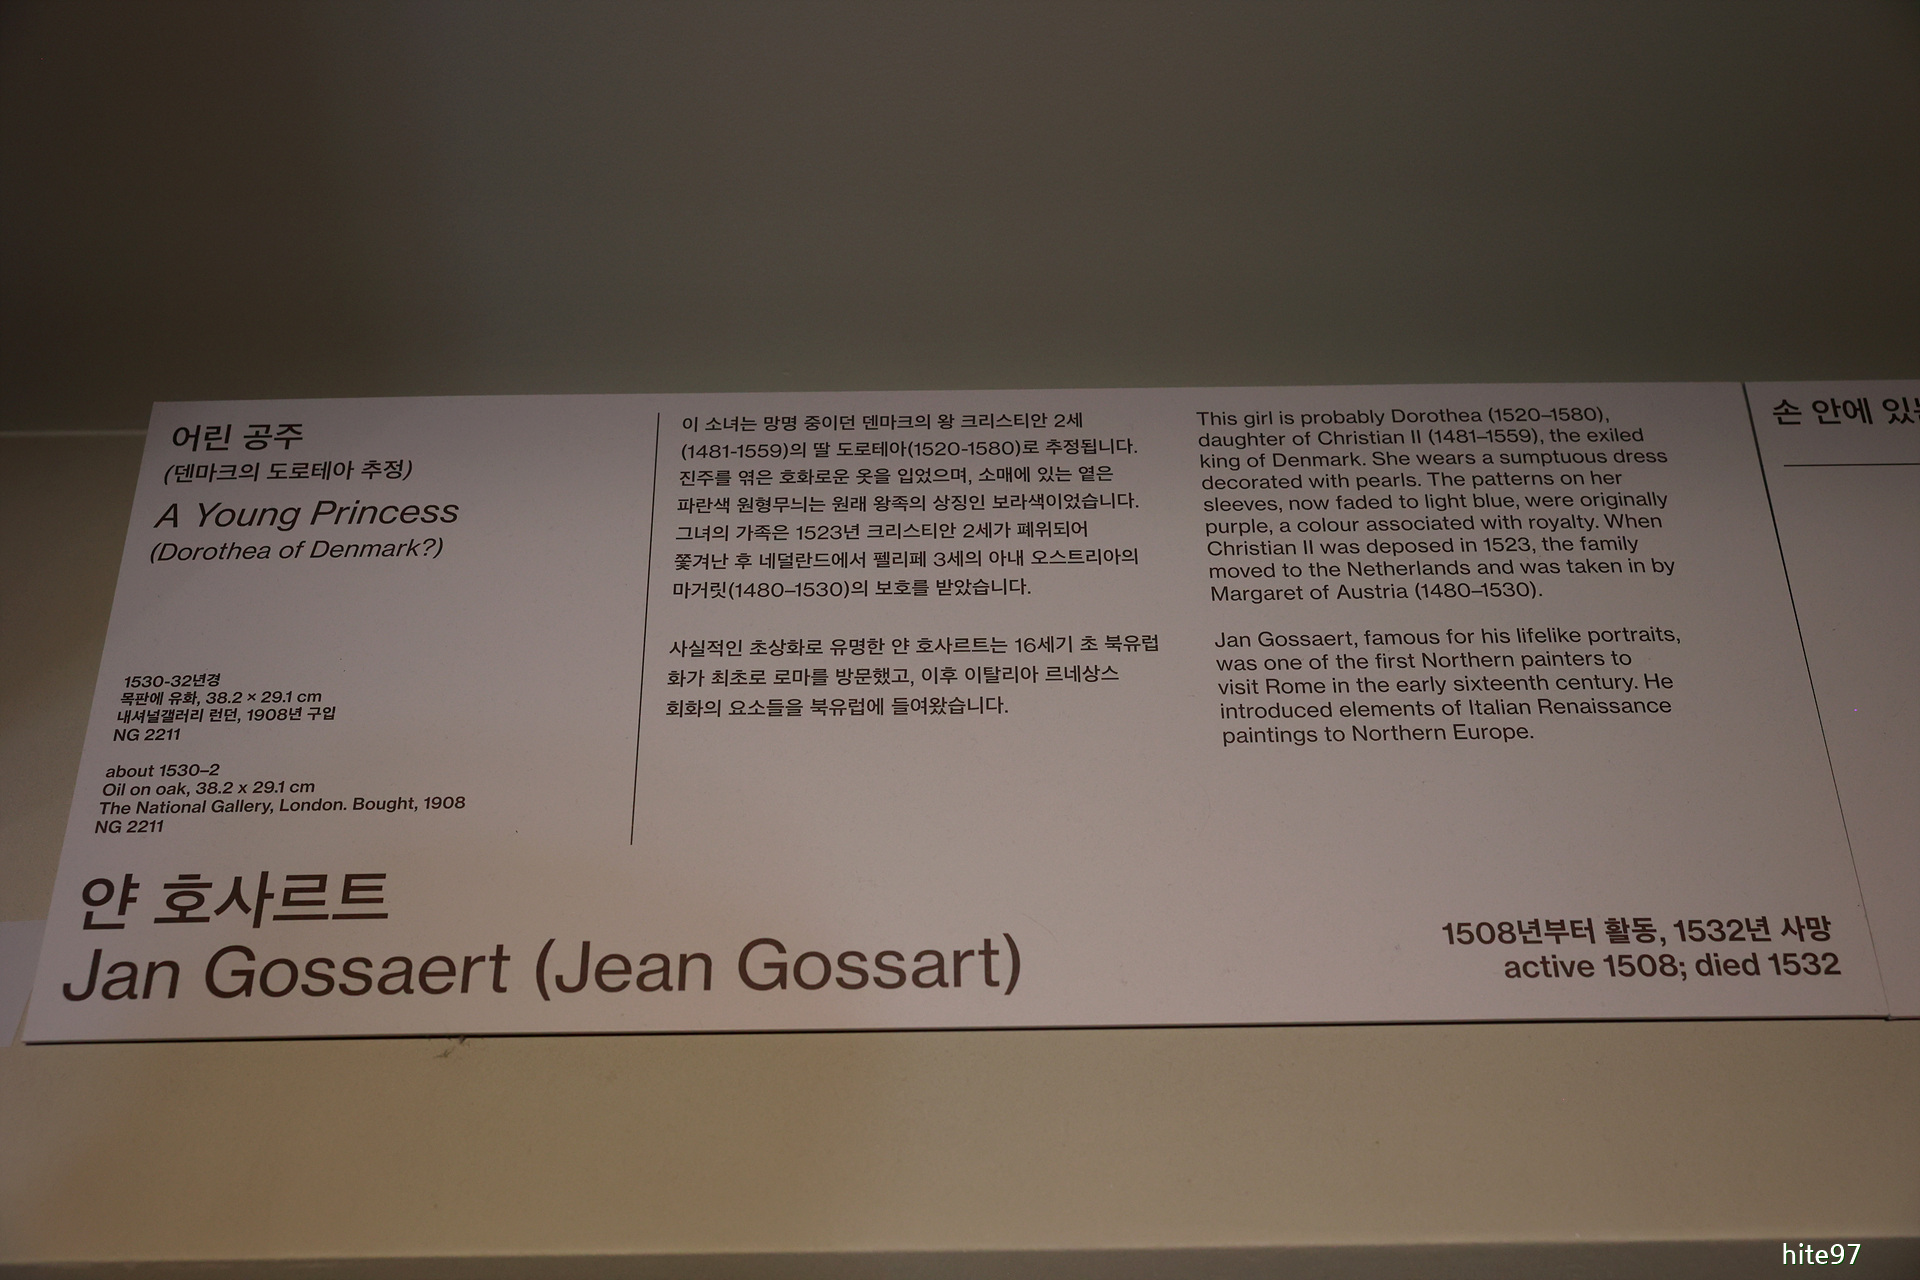 어린 공주
(덴마크의 도로테아 추정)
A Young Princess
(Dorothea of Denmark?)
1530-32년경
목판에 유화, 38.2 × 29.1 cm
내셔널갤러리 런던, 1908년 구입
NG 2211
about 1530–2
Oil on oak, 38.2 x 29.1 cm
The National Gallery, London. Bought, 1908
NG 2211
이 소녀는 망명 중이던 덴마크의 왕 크리스티안 2세
(1481-1559)의 딸 도로테아(1520-1580)로 추정됩니다.
진주를 엮은 호화로운 옷을 입었으며, 소매에 있는 옅은
파란색 원형무늬는 원래 왕족의 상징인 보라색이었습니다.
그녀의 가족은 1523년 크리스티안 2세가 폐위되어
쫓겨난 후 네덜란드에서 펠리페 3세의 아내 오스트리아의
마거릿(1480–1530)의 보호를 받았습니다.
사실적인 초상화로 유명한 얀 호사르트는 16세기 초 북유럽
화가 최초로 로마를 방문했고, 이후 이탈리아 르네상스
회화의 요소들을 북유럽에 들여왔습니다.
This girl is probably Dorothea (1520–1580),
daughter of Christian II (1481–1559), the exiled
king of Denmark. She wears a sumptuous dress
decorated with pearls. The patterns on her
sleeves, now faded to light blue, were originally
purple, a colour associated with royalty. When
Christian II was deposed in 1523, the family
moved to the Netherlands and was taken in by
Margaret of Austria (1480–1530).
Jan Gossaert, famous for his lifelike portraits,
was one of the first Northern painters to
visit Rome in the early sixteenth century. He
introduced elements of Italian Renaissance
paintings to Northern Europe.
얀 호사르트
Jan Gossaert (Jean Gossart)
1508년부터 활동, 1532년 사망
active 1508; died 1532
손 안에
hite97